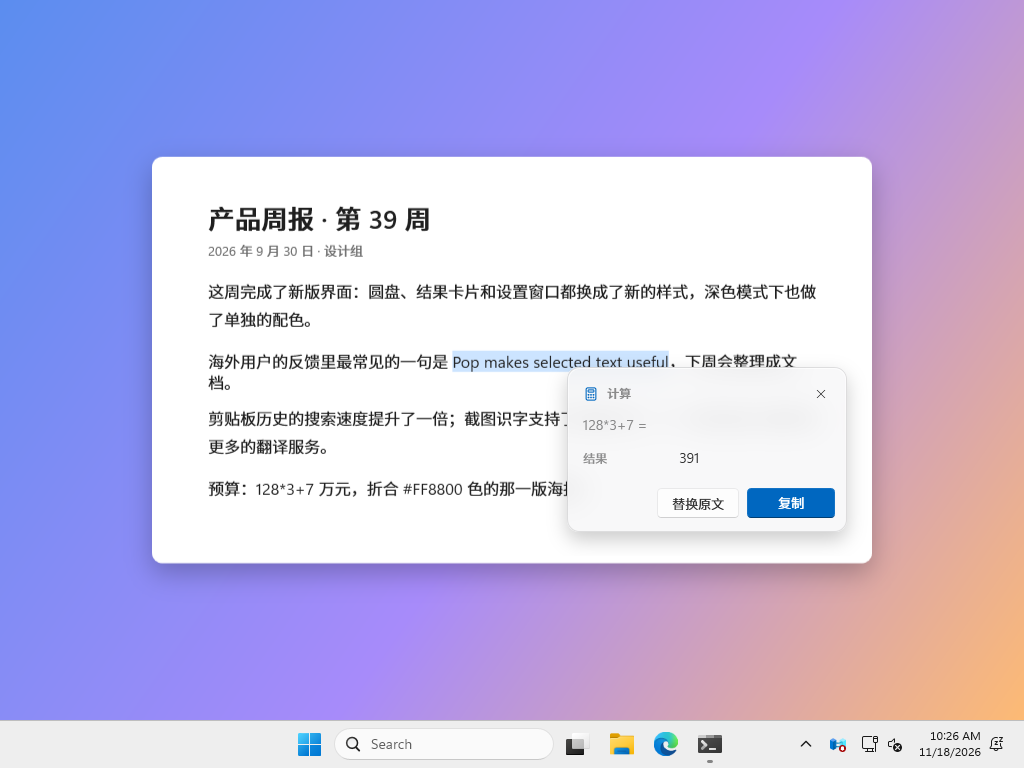 产品周报 · 第 39 周
2026 年 9 月 30 日 · 设计组
这周完成了新版界面：圆盘、结果卡片和设置窗口都换成了新的样式，深色模式下也做
了单独的配色。
海外用户的反馈里最常见的一句是 Pop makes selected text useful，下周会整理成文
档。
剪贴板历史的搜索速度提升了一倍；截图识字支持
更多的翻译服务。
预算：128*3+7 万元，折合 #FF8800 色的那一版海
计算
128*3+7 =
结果 391
替换原文 复制
Search
10:26 AM
11/18/2026